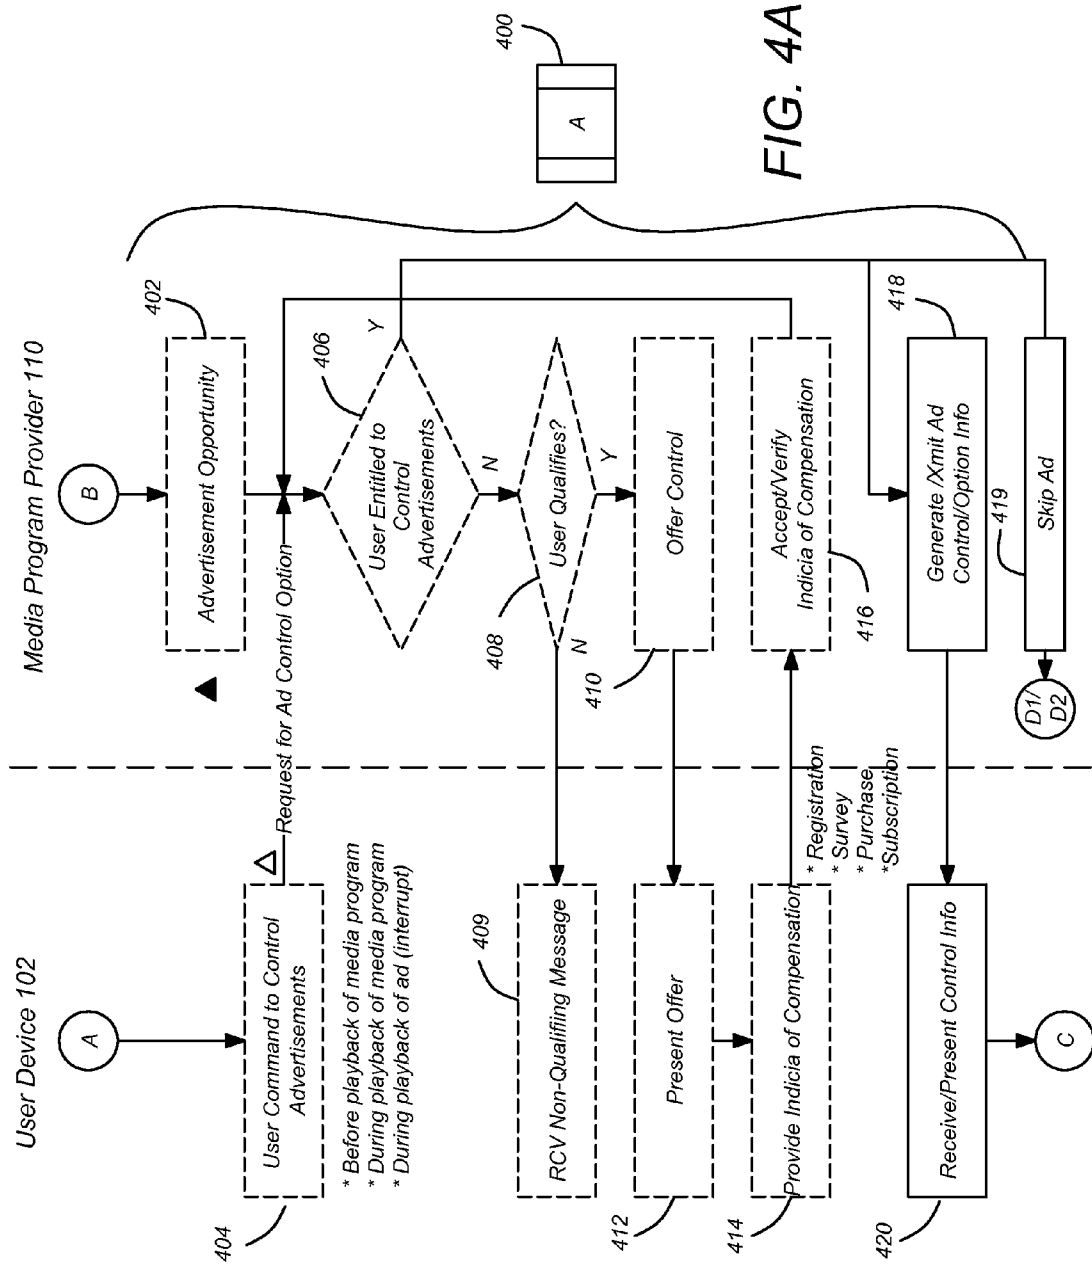 User Device 102
Media Program Provider 110
A
B
402
Advertisement Opportunity
404
User Command to Control
Advertisements
Request for Ad Control Option
* Before playback of media program
* During playback of media program
* During playback of ad (interrupt)
406
User Entitled to
Control
Advertisements
Y
N
408
User Qualifies?
N
Y
409
RCV Non-Qualifiing Message
410
Offer Control
412
Present Offer
414
Provide Indicia of Compensation
* Registration
* Survey
* Purchase
*Subscription
Accept/Verify
Indicia of Compensation
416
418
Generate /Xmit Ad
Control/Option Info
420
Receive/Present Control Info
419
Skip Ad
D1/
D2
C
400
A
FIG. 4A